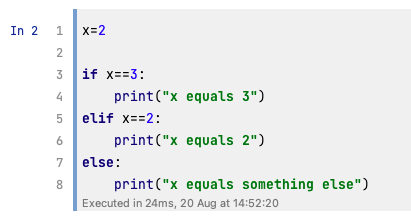 In 2 1 x=2
2
3 if x==3:
4     print("x equals 3")
5 elif x==2:
6     print("x equals 2")
7 else:
8     print("x equals something else")
Executed in 24ms, 20 Aug at 14:52:20